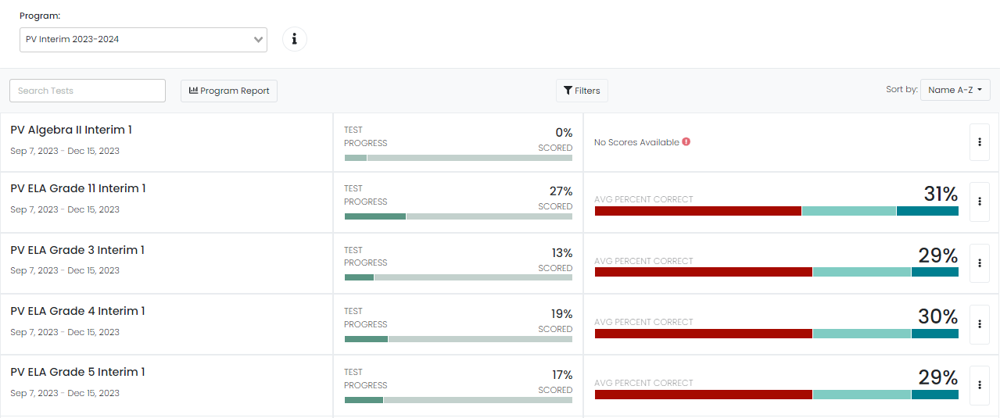 Program:
PV Interim 2023-2024
Search Tests
Program Report
Filters
Sort by: Name A-Z
PV Algebra II Interim 1
Sep 7, 2023 - Dec 15, 2023
TEST
PROGRESS
0%
SCORED
No Scores Available
PV ELA Grade 11 Interim 1
Sep 7, 2023 - Dec 15, 2023
TEST
PROGRESS
27%
SCORED
AVG PERCENT CORRECT
31%
PV ELA Grade 3 Interim 1
Sep 7, 2023 - Dec 15, 2023
TEST
PROGRESS
13%
SCORED
AVG PERCENT CORRECT
29%
PV ELA Grade 4 Interim 1
Sep 7, 2023 - Dec 15, 2023
TEST
PROGRESS
19%
SCORED
AVG PERCENT CORRECT
30%
PV ELA Grade 5 Interim 1
Sep 7, 2023 - Dec 15, 2023
TEST
PROGRESS
17%
SCORED
AVG PERCENT CORRECT
29%